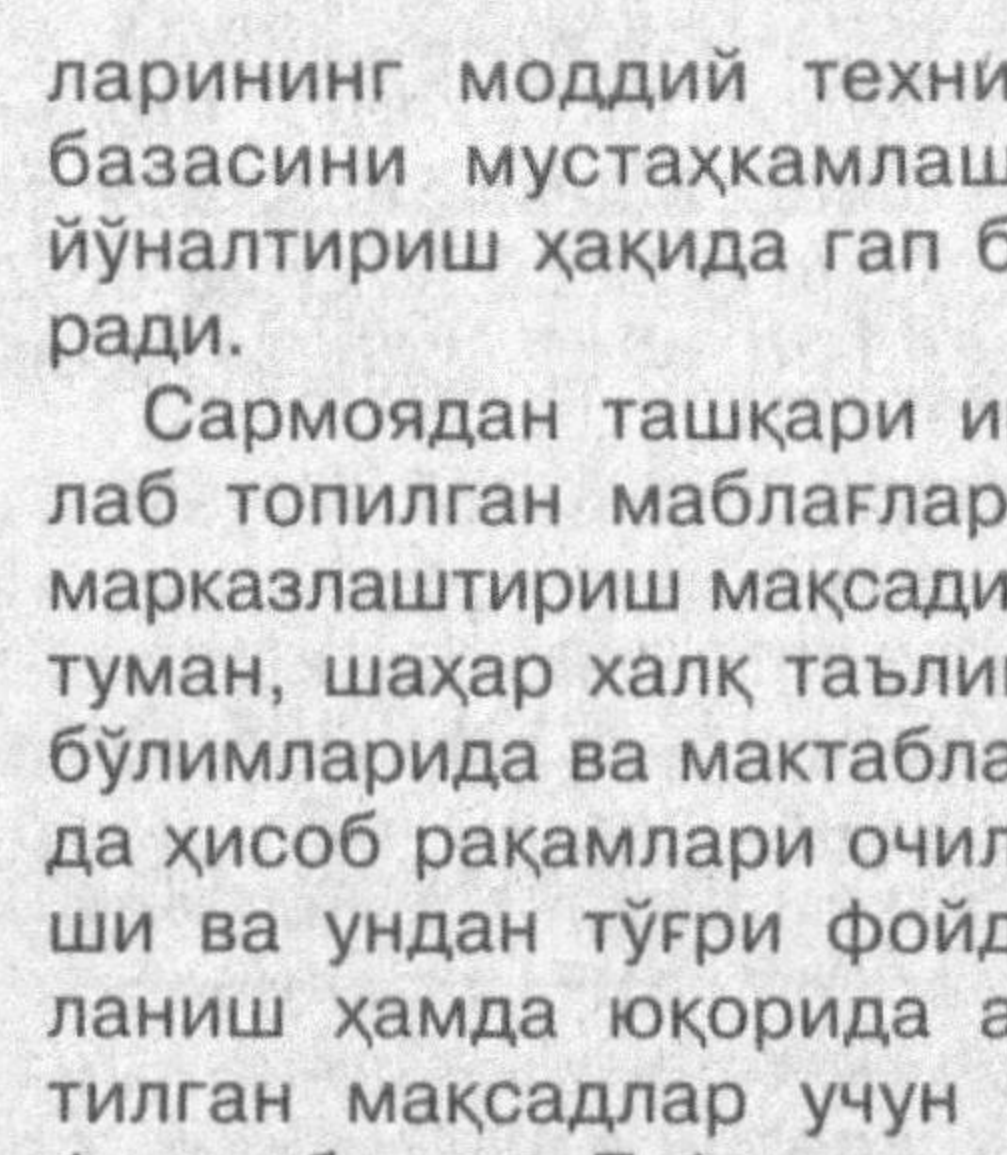 ларининг моддий техни
базасини мустаҳкамлаш
йўналтириш ҳақида гап б
ради.
Сармоядан ташқари и
лаб топилган маблағлар
марказлаштириш мақсади
туман, шаҳар халқ таъли
бўлимларида ва мактабла
да ҳисоб рақамлари очил
ши ва ундан тўғри фойд
ланиш ҳамда юқорида а
тилган мақсадлар учун